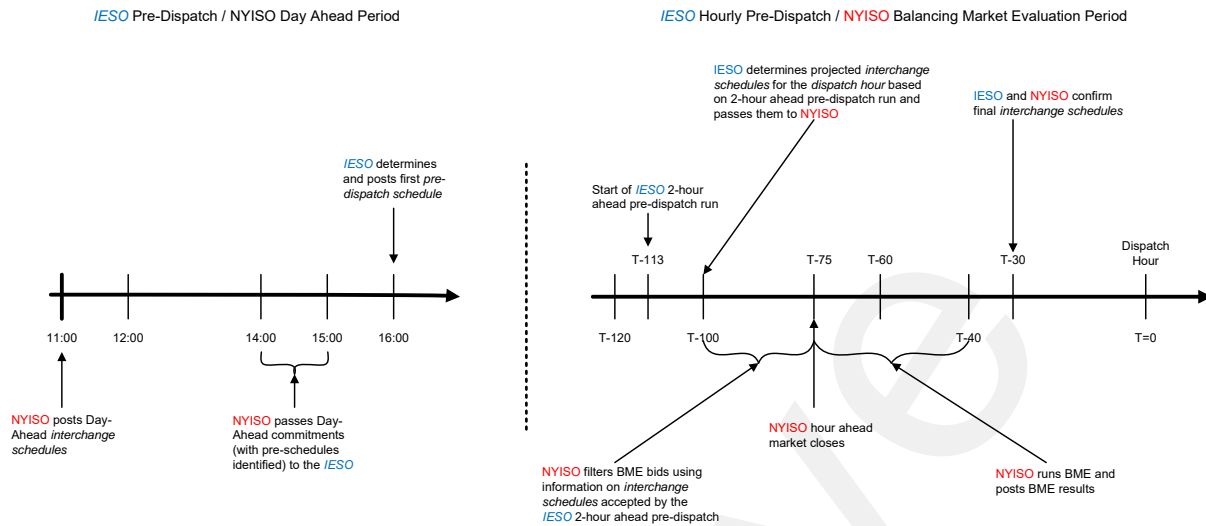 IESO Pre-Dispatch / NYISO Day Ahead Period
IESO Hourly Pre-Dispatch / NYISO Balancing Market Evaluation Period
IESO determines projected interchange
schedules for the dispatch hour based
on 2-hour ahead pre-dispatch run and
passes them to NYISO
IESO and NYISO confirm
final interchange schedules
IESO determines
and posts first pre-
dispatch schedule
Start of IESO 2-hour
ahead pre-dispatch run
Dispatch
Hour
T-113
T-75
T-60
T-30
11:00
12:00
14:00
15:00
16:00
T-120
T-100
T-40
T=0
NYISO posts Day-
Ahead interchange
schedules
NYISO passes Day-
Ahead commitments
(with pre-schedules
identified) to the IESO
NYISO hour ahead
market closes
NYISO filters BME bids using
information on interchange
schedules accepted by the
IESO 2-hour ahead pre-dispatch
NYISO runs BME and
posts BME results